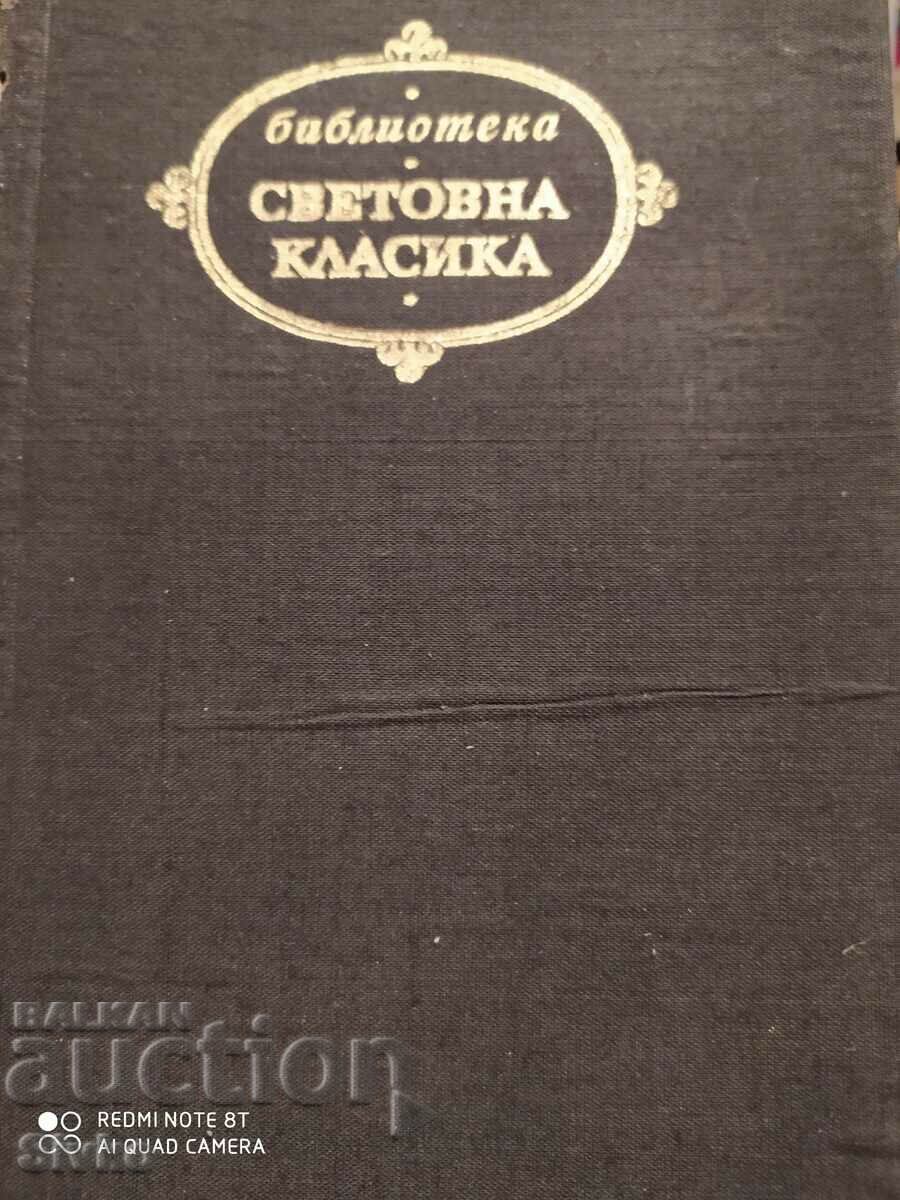 библиотека
СВЕТОВНА
КЛАСИКА
BALKAN
auction
REDMI NOTE 8T
AI QUAD CAMERA